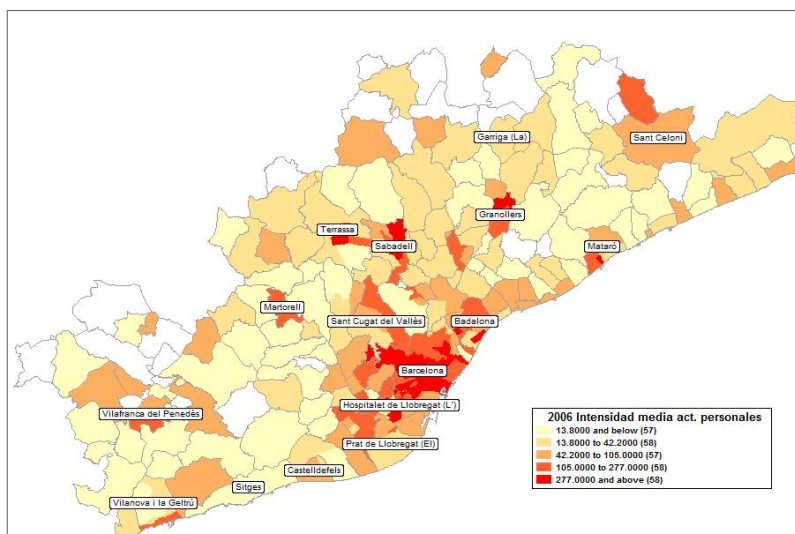 Garriga (La)
Sant Celoni
Granollers
Terrassa
Sabadell
Mataró
Martorell
Sant Cugat del Vallès
Badalona
Barcelona
Hospitalet de Llobregat (L')
Vilafranca del Penedès
Prat de Llobregat (El)
Castelldefels
Sitges
Vilanova i la Geltrú
2006 Intensidad media act. personales
13.8000 and below (57)
13.8000 to 42.2000 (58)
42.2000 to 105.0000 (57)
105.0000 to 277.0000 (58)
277.0000 and above (58)